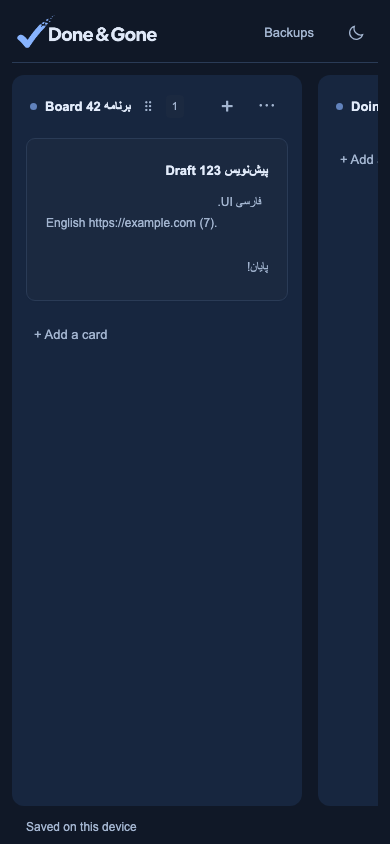 Done & Gone
Backups
برنامه Board 42
1
Doin
+ Add
پیش‌نویس Draft 123
فارسی UI.
English https://example.com (7).
پایان!
+ Add a card
Saved on this device